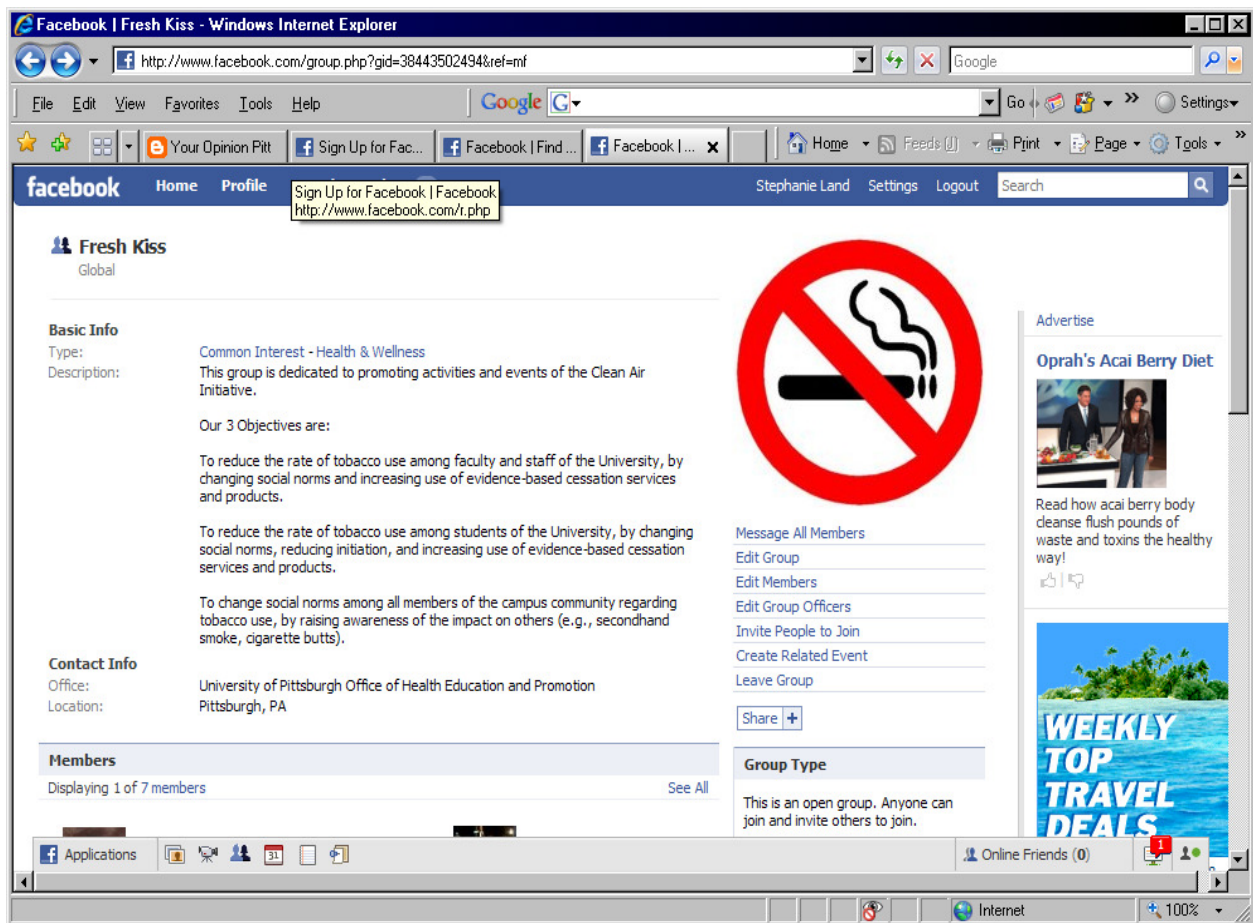 Facebook | Fresh Kiss - Windows Internet Explorer
http://www.facebook.com/group.php?gid=38443502494&ref=mf
Google
File Edit View Favorites Tools Help
Google G
Go
Settings
Your Opinion Pitt
Sign Up for Fac...
Facebook | Find ...
Facebook | ...
Home
Feeds (J)
Print
Page
Tools
facebook Home Profile
Stephanie Land Settings Logout Search
Sign Up for Facebook | Facebook
http://www.facebook.com/r.php
Fresh Kiss
Global
Basic Info
Type: Common Interest - Health & Wellness
Description: This group is dedicated to promoting activities and events of the Clean Air
Initiative.
Our 3 Objectives are:
To reduce the rate of tobacco use among faculty and staff of the University, by
changing social norms and increasing use of evidence-based cessation services
and products.
To reduce the rate of tobacco use among students of the University, by changing
social norms, reducing initiation, and increasing use of evidence-based cessation
services and products.
To change social norms among all members of the campus community regarding
tobacco use, by raising awareness of the impact on others (e.g., secondhand
smoke, cigarette butts).
Contact Info
Office: University of Pittsburgh Office of Health Education and Promotion
Location: Pittsburgh, PA
Members
Displaying 1 of 7 members See All
Message All Members
Edit Group
Edit Members
Edit Group Officers
Invite People to Join
Create Related Event
Leave Group
Share +
Group Type
This is an open group. Anyone can
join and invite others to join.
Advertise
Oprah's Acai Berry Diet
Read how acai berry body
cleanse flush pounds of
waste and toxins the healthy
way!
WEEKLY
TOP
TRAVEL
DEALS
Applications
31
Online Friends (0)
1
Internet
100%